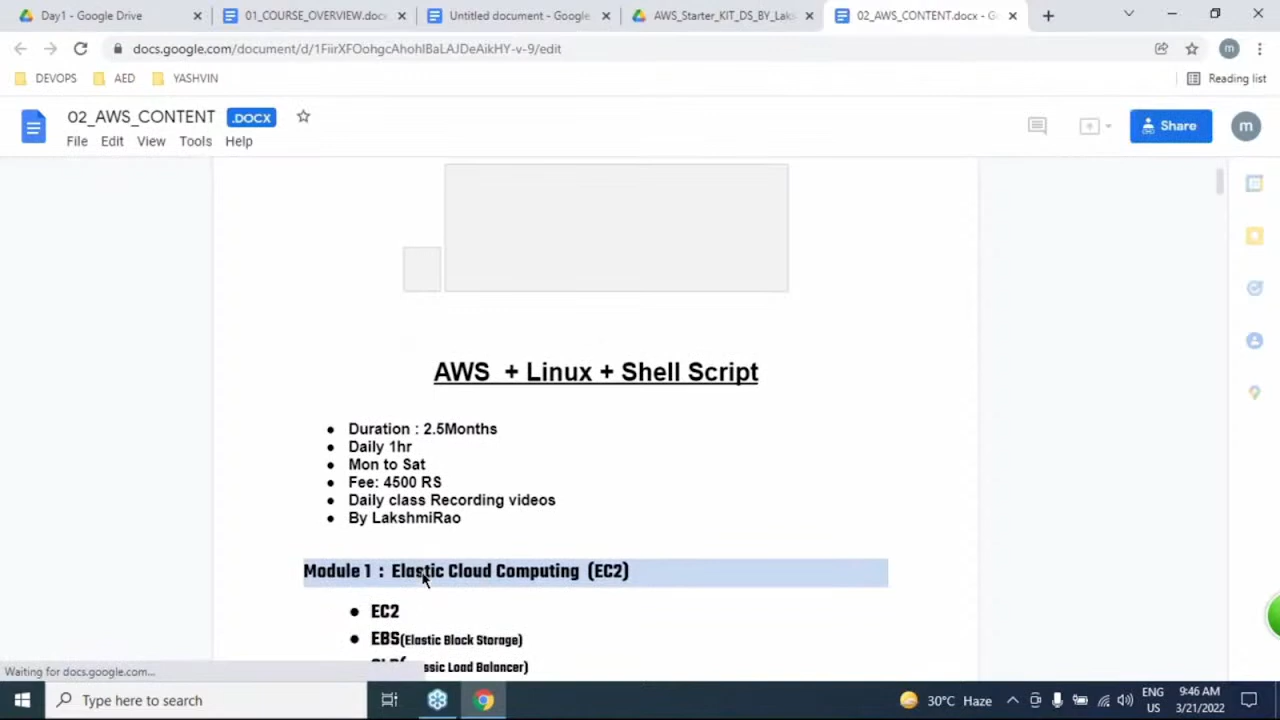 Day1 - Google Drive
01_COURSE_OVERVIEW.docx
Untitled document - Google
AWS_Starter_KIT_DS_BY_Laks
02_AWS_CONTENT.docx - G
docs.google.com/document/d/1FiirXFOohgcAhohIBaLAJDeAikHY-v-9/edit
m
DEVOPS
AED
YASHVIN
Reading list
02_AWS_CONTENT
.DOCX
File Edit View Tools Help
Share
m
AWS + Linux + Shell Script
Duration : 2.5Months
Daily 1hr
Mon to Sat
Fee: 4500 RS
Daily class Recording videos
By LakshmiRao
Module 1 : Elastic Cloud Computing (EC2)
EC2
EBS(Elastic Block Storage)
ssic Load Balancer)
Waiting for docs.google.com...
Type here to search
30°C Haze
ENG
US
9:46 AM
3/21/2022